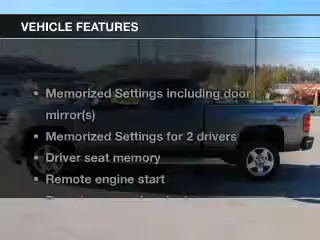 VEHICLE FEATURES
• Memorized Settings including door
mirror(s)
• Memorized Settings for 2 drivers
• Driver seat memory
• Remote engine start